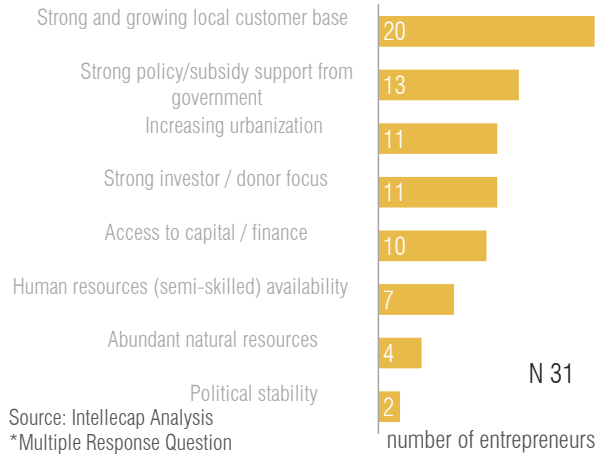 Strong and growing local customer base
20
Strong policy/subsidy support from
government
13
Increasing urbanization
11
Strong investor / donor focus
11
Access to capital / finance
10
Human resources (semi-skilled) availability
7
Abundant natural resources
4
N 31
Political stability
2
Source: Intellecap Analysis
*Multiple Response Question
number of entrepreneurs